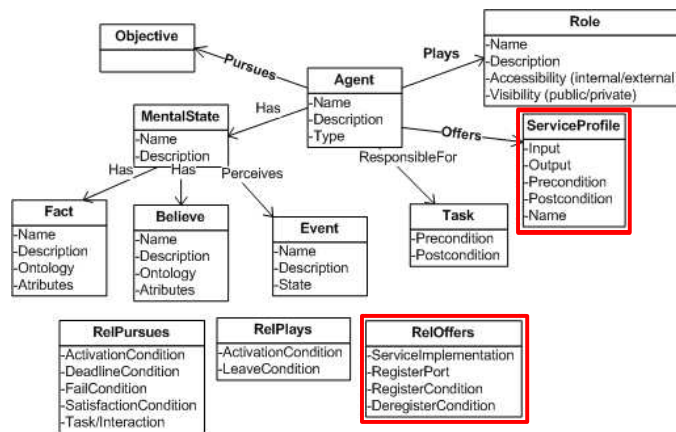 Objective
Pursues
Agent
-Name
-Description
-Type
Plays
Role
-Name
-Description
-Accessibility (internal/external)
-Visibility (public/private)
Has
MentalState
-Name
-Description
Offers
ServiceProfile
-Input
-Output
-Precondition
-Postcondition
-Name
ResponsibleFor
Has
Has
Perceives
Fact
-Name
-Description
-Ontology
-Atributes
Believe
-Name
-Description
-Ontology
-Atributes
Event
-Name
-Description
-State
Task
-Precondition
-Postcondition
RelPursues
-ActivationCondition
-DeadlineCondition
-FailCondition
-SatisfactionCondition
-Task/Interaction
RelPlays
-ActivationCondition
-LeaveCondition
RelOffers
-ServiceImplementation
-RegisterPort
-RegisterCondition
-DeregisterCondition